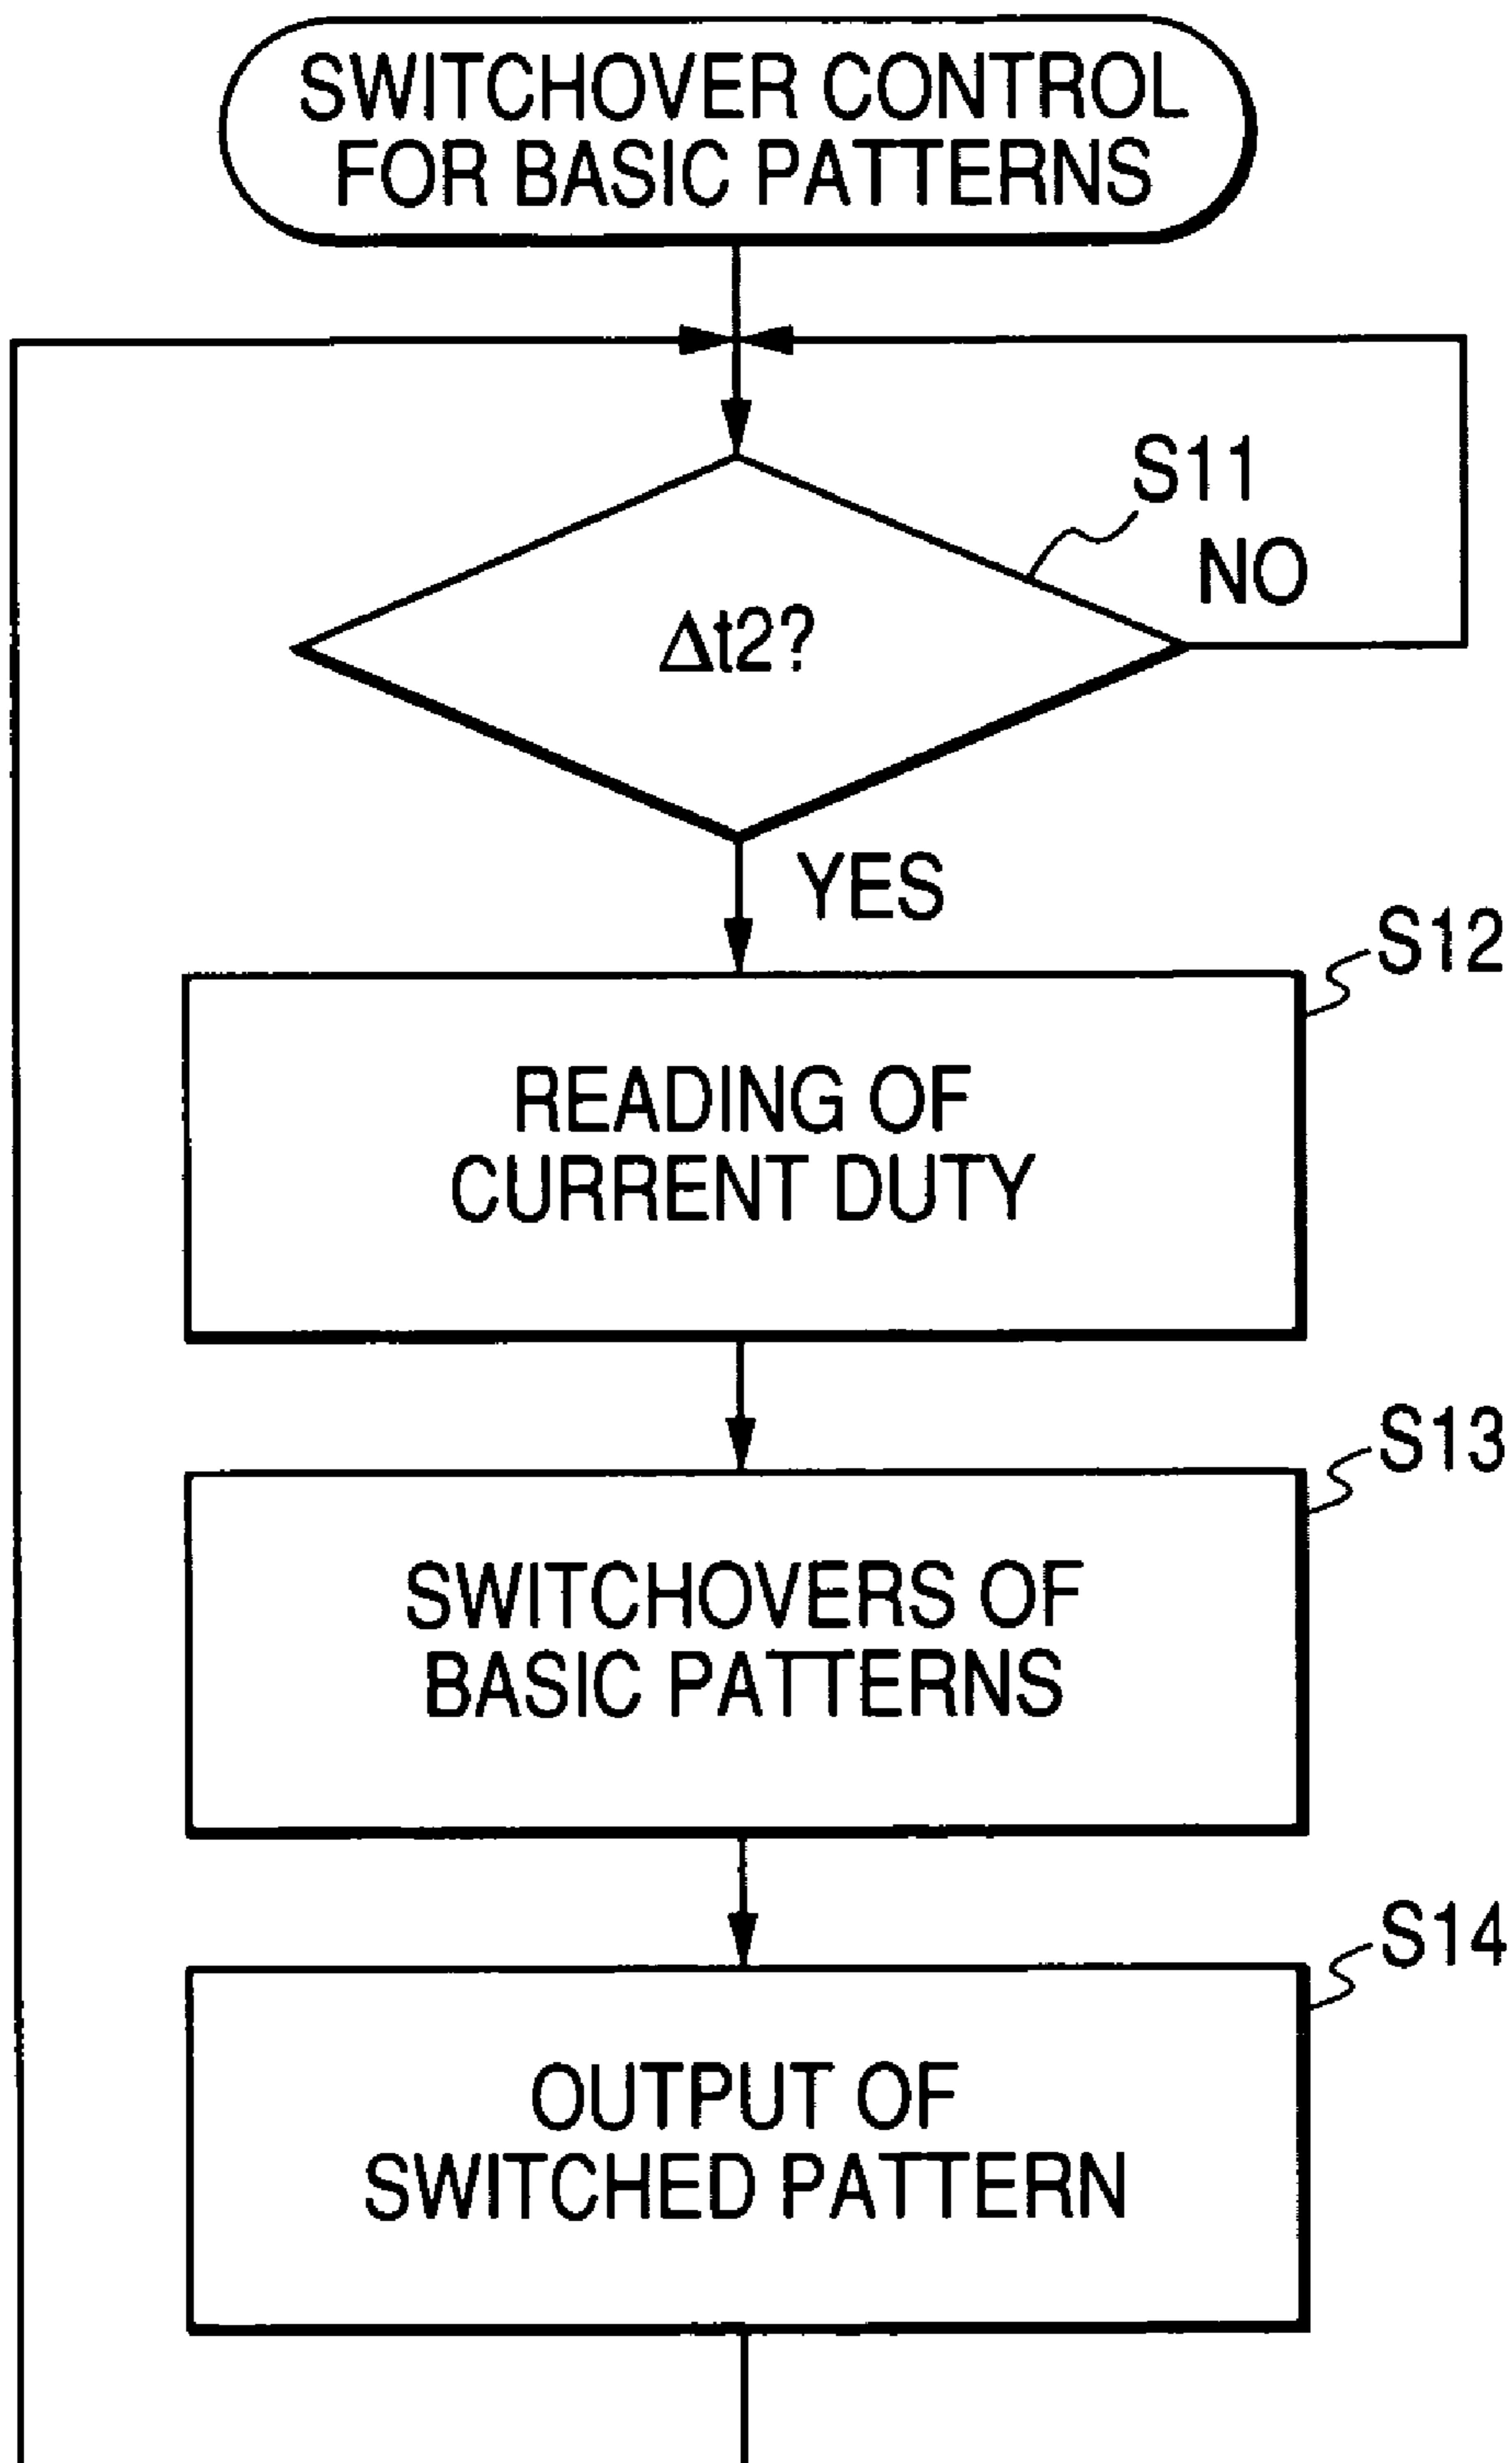 SWITCHOVER CONTROL
FOR BASIC PATTERNS
S11
NO
Δt2?
YES
S12
READING OF
CURRENT DUTY
S13
SWITCHOVERS OF
BASIC PATTERNS
S14
OUTPUT OF
SWITCHED PATTERN